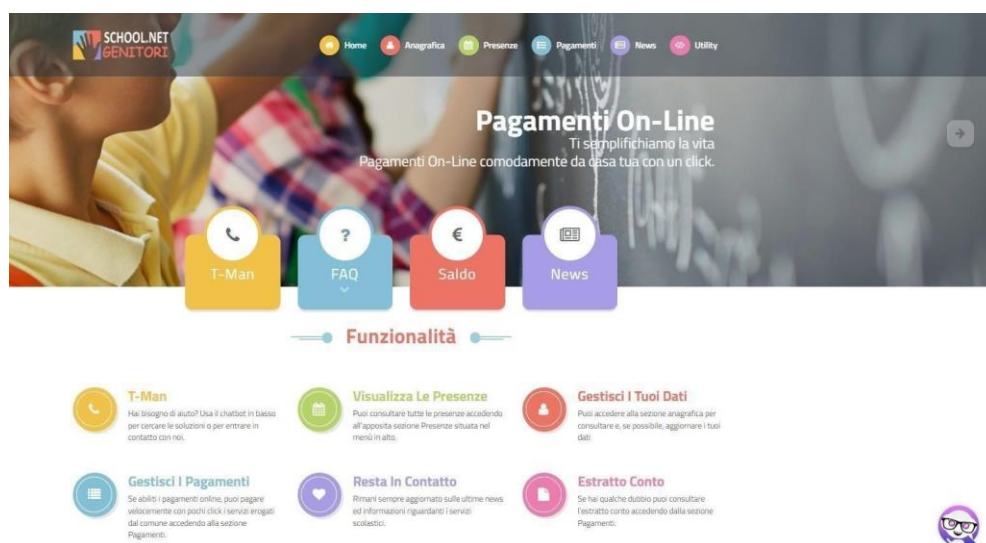 SCHOOL.NET
GENITORI
Home Anagrafica Presenze Pagamenti News Utility
Pagamenti On-Line
Ti semplifichiamo la vita
Pagamenti On-Line comodamente da casa tua con un click.
T-Man
FAQ
Saldo
News
Funzionalità
T-Man
Hai bisogno di aiuto? Usa il chatbot in basso
per cercare le soluzioni o per entrare in
contatto con noi.
Visualizza Le Presenze
Puoi consultare tutte le presenze accedendo
all'apposita sezione Presenze situata nel
menù in alto.
Gestisci I Tuoi Dati
Puoi accedere alla sezione anagrafica per
consultare e, se possibile, aggiornare i tuoi
dati
Gestisci I Pagamenti
Se abiliti i pagamenti online, puoi pagare
velocemente con pochi click i servizi erogati
dal comune accedendo alla sezione
Pagamenti.
Resta In Contatto
Rimani sempre aggiornato sulle ultime news
ed informazioni riguardanti i servizi
scolastici.
Estratto Conto
Se hai qualche dubbio puoi consultare
l'estratto conto accedendo dalla sezione
Pagamenti.